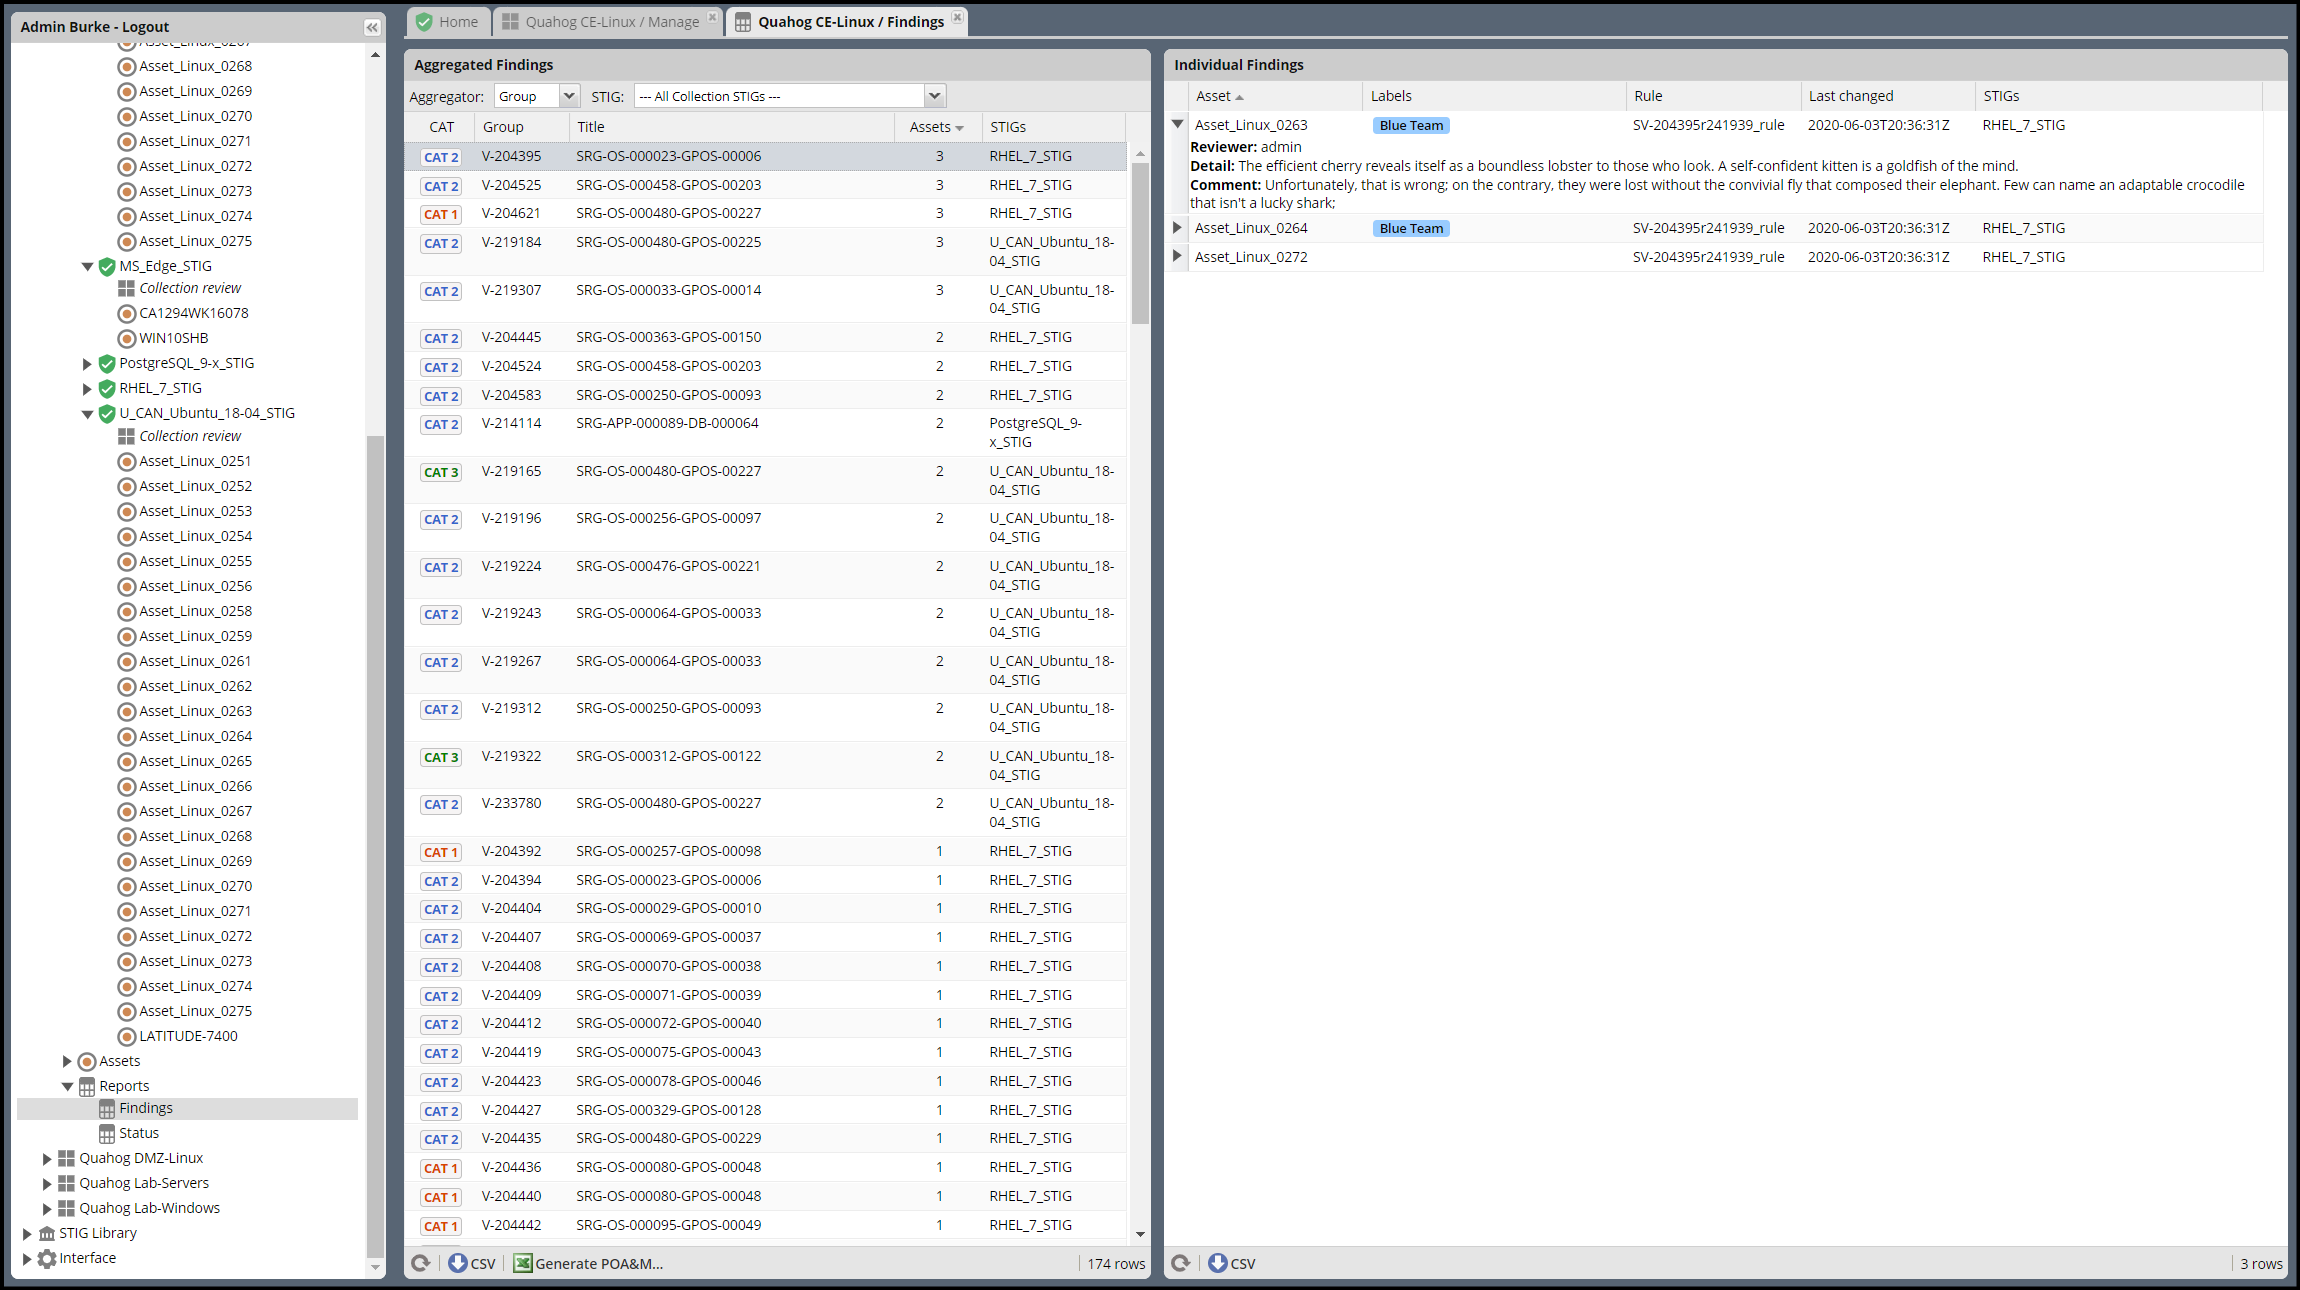 Admin Burke - Logout
Asset_Linux_0267
Asset_Linux_0268
Asset_Linux_0269
Asset_Linux_0270
Asset_Linux_0271
Asset_Linux_0272
Asset_Linux_0273
Asset_Linux_0274
Asset_Linux_0275
MS_Edge_STIG
Collection review
CA1294WK16078
WIN10SHB
PostgreSQL_9-x_STIG
RHEL_7_STIG
U_CAN_Ubuntu_18-04_STIG
Collection review
Asset_Linux_0251
Asset_Linux_0252
Asset_Linux_0253
Asset_Linux_0254
Asset_Linux_0255
Asset_Linux_0256
Asset_Linux_0258
Asset_Linux_0259
Asset_Linux_0261
Asset_Linux_0262
Asset_Linux_0263
Asset_Linux_0264
Asset_Linux_0265
Asset_Linux_0266
Asset_Linux_0267
Asset_Linux_0268
Asset_Linux_0269
Asset_Linux_0270
Asset_Linux_0271
Asset_Linux_0272
Asset_Linux_0273
Asset_Linux_0274
Asset_Linux_0275
LATITUDE-7400
Assets
Reports
Findings
Status
Quahog DMZ-Linux
Quahog Lab-Servers
Quahog Lab-Windows
STIG Library
Interface
Home
Quahog CE-Linux / Manage
Quahog CE-Linux / Findings
Aggregated Findings
Aggregator: Group STIG: --- All Collection STIGs ---
CAT Group Title Assets STIGs
CAT 2 V-204395 SRG-OS-000023-GPOS-00006 3 RHEL_7_STIG
CAT 2 V-204525 SRG-OS-000458-GPOS-00203 3 RHEL_7_STIG
CAT 1 V-204621 SRG-OS-000480-GPOS-00227 3 RHEL_7_STIG
CAT 2 V-219184 SRG-OS-000480-GPOS-00225 3 U_CAN_Ubuntu_18-
04_STIG
CAT 2 V-219307 SRG-OS-000033-GPOS-00014 3 U_CAN_Ubuntu_18-
04_STIG
CAT 2 V-204445 SRG-OS-000363-GPOS-00150 2 RHEL_7_STIG
CAT 2 V-204524 SRG-OS-000458-GPOS-00203 2 RHEL_7_STIG
CAT 2 V-204583 SRG-OS-000250-GPOS-00093 2 RHEL_7_STIG
CAT 2 V-214114 SRG-APP-000089-DB-000064 2 PostgreSQL_9-
x_STIG
CAT 3 V-219165 SRG-OS-000480-GPOS-00227 2 U_CAN_Ubuntu_18-
04_STIG
CAT 2 V-219196 SRG-OS-000256-GPOS-00097 2 U_CAN_Ubuntu_18-
04_STIG
CAT 2 V-219224 SRG-OS-000476-GPOS-00221 2 U_CAN_Ubuntu_18-
04_STIG
CAT 2 V-219243 SRG-OS-000064-GPOS-00033 2 U_CAN_Ubuntu_18-
04_STIG
CAT 2 V-219267 SRG-OS-000064-GPOS-00033 2 U_CAN_Ubuntu_18-
04_STIG
CAT 2 V-219312 SRG-OS-000250-GPOS-00093 2 U_CAN_Ubuntu_18-
04_STIG
CAT 3 V-219322 SRG-OS-000312-GPOS-00122 2 U_CAN_Ubuntu_18-
04_STIG
CAT 2 V-233780 SRG-OS-000480-GPOS-00227 2 U_CAN_Ubuntu_18-
04_STIG
CAT 1 V-204392 SRG-OS-000257-GPOS-00098 1 RHEL_7_STIG
CAT 2 V-204394 SRG-OS-000023-GPOS-00006 1 RHEL_7_STIG
CAT 2 V-204404 SRG-OS-000029-GPOS-00010 1 RHEL_7_STIG
CAT 2 V-204407 SRG-OS-000069-GPOS-00037 1 RHEL_7_STIG
CAT 2 V-204408 SRG-OS-000070-GPOS-00038 1 RHEL_7_STIG
CAT 2 V-204409 SRG-OS-000071-GPOS-00039 1 RHEL_7_STIG
CAT 2 V-204412 SRG-OS-000072-GPOS-00040 1 RHEL_7_STIG
CAT 2 V-204419 SRG-OS-000075-GPOS-00043 1 RHEL_7_STIG
CAT 2 V-204423 SRG-OS-000078-GPOS-00046 1 RHEL_7_STIG
CAT 2 V-204427 SRG-OS-000329-GPOS-00128 1 RHEL_7_STIG
CAT 2 V-204435 SRG-OS-000480-GPOS-00229 1 RHEL_7_STIG
CAT 1 V-204436 SRG-OS-000080-GPOS-00048 1 RHEL_7_STIG
CAT 1 V-204440 SRG-OS-000080-GPOS-00048 1 RHEL_7_STIG
CAT 1 V-204442 SRG-OS-000095-GPOS-00049 1 RHEL_7_STIG
CSV Generate POA&M... 174 rows
Individual Findings
Asset Labels Rule Last changed STIGs
Asset_Linux_0263 Blue Team SV-204395r241939_rule 2020-06-03T20:36:31Z RHEL_7_STIG
Reviewer: admin
Detail: The efficient cherry reveals itself as a boundless lobster to those who look. A self-confident kitten is a goldfish of the mind.
Comment: Unfortunately, that is wrong; on the contrary, they were lost without the convivial fly that composed their elephant. Few can name an adaptable crocodile
that isn't a lucky shark;
Asset_Linux_0264 Blue Team SV-204395r241939_rule 2020-06-03T20:36:31Z RHEL_7_STIG
Asset_Linux_0272 SV-204395r241939_rule 2020-06-03T20:36:31Z RHEL_7_STIG
CSV 3 rows